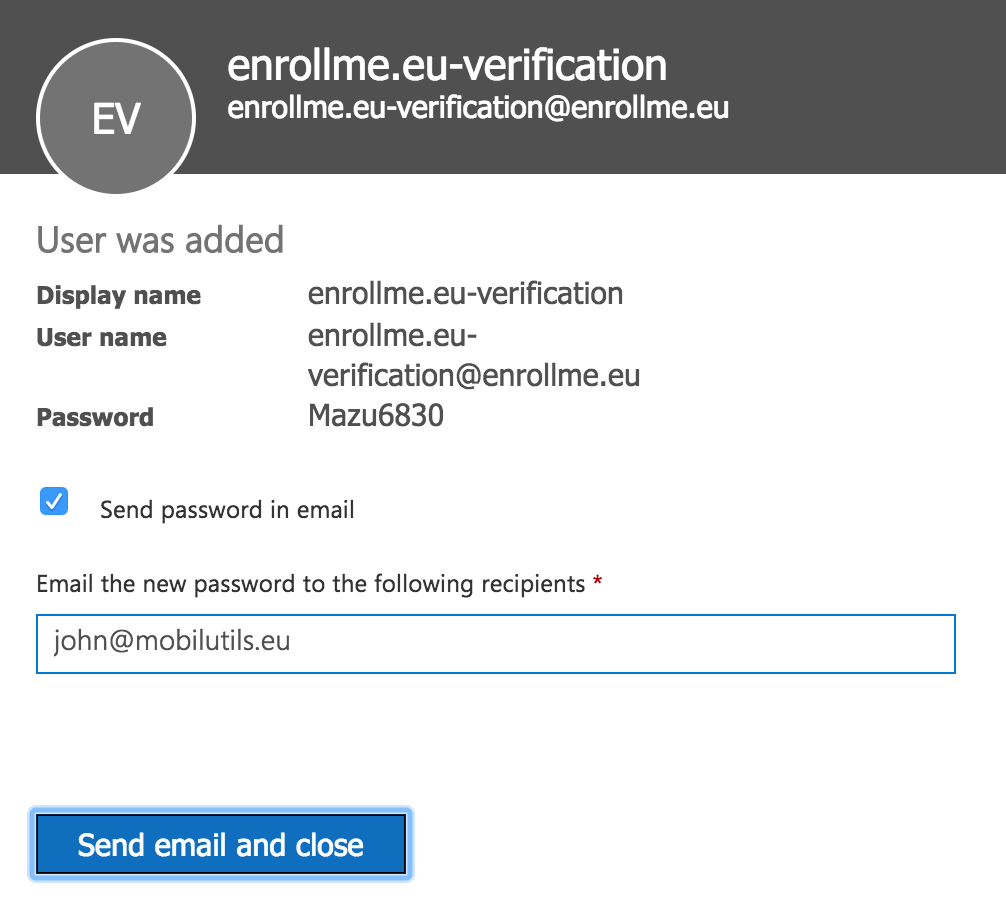 EV
enrollme.eu-verification
enrollme.eu-verification@enrollme.eu
User was added
Display name enrollme.eu-verification
User name enrollme.eu-
verification@enrollme.eu
Password Mazu6830
Send password in email
Email the new password to the following recipients *
john@mobilutils.eu
Send email and close